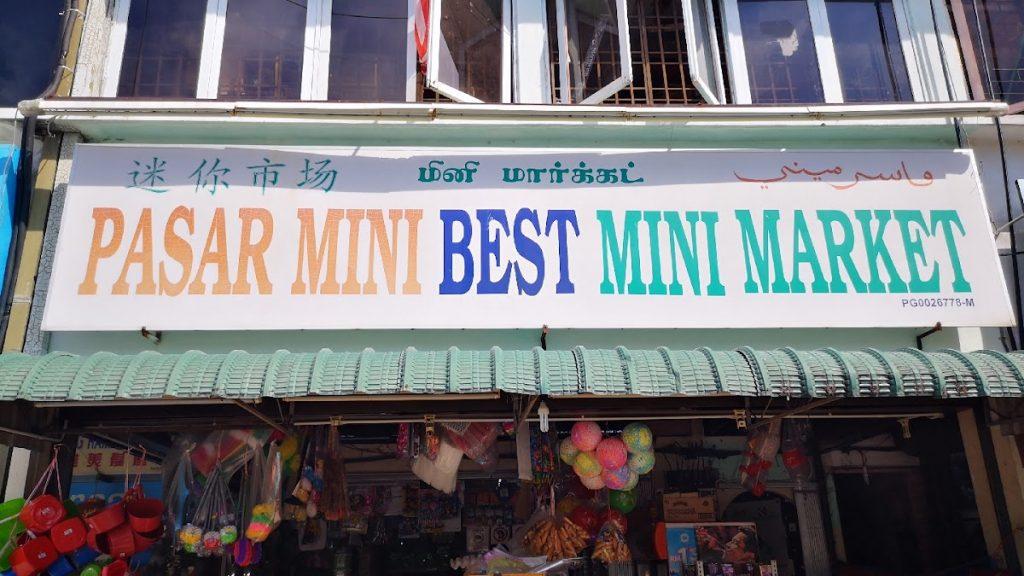 迷你市场 மினி மார்க்கட் ڤاسر ميني
PASAR MINI BEST MINI MARKET
PG0026778-M